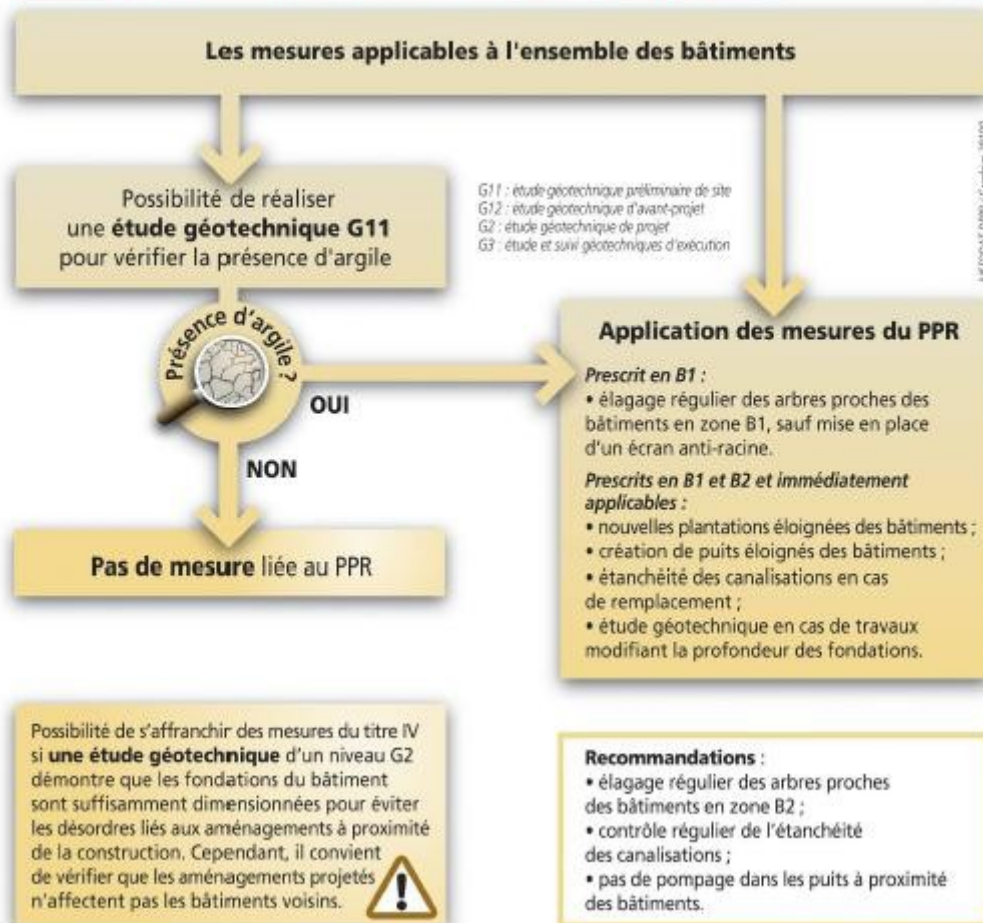 Les mesures applicables à l'ensemble des bâtiments
Possibilité de réaliser
une étude géotechnique G11
pour vérifier la présence d'argile
G11 : étude géotechnique préliminaire de site
G12 : étude géotechnique d'avant-projet
G2 : étude géotechnique de projet
G3 : étude et suivi géotechniques d'exécution
Présence d'argile ?
OUI
NON
Pas de mesure liée au PPR
Application des mesures du PPR
Prescrit en B1 :
• élagage régulier des arbres proches des
bâtiments en zone B1, sauf mise en place
d'un écran anti-racine.
Prescrits en B1 et B2 et immédiatement
applicables :
• nouvelles plantations éloignées des bâtiments ;
• création de puits éloignés des bâtiments ;
• étanchéité des canalisations en cas
de remplacement ;
• étude géotechnique en cas de travaux
modifiant la profondeur des fondations.
Possibilité de s'affranchir des mesures du titre IV
si une étude géotechnique d'un niveau G2
démontre que les fondations du bâtiment
sont suffisamment dimensionnées pour éviter
les désordres liés aux aménagements à proximité
de la construction. Cependant, il convient
de vérifier que les aménagements projetés
n'affectent pas les bâtiments voisins.
!
Recommandations :
• élagage régulier des arbres proches
des bâtiments en zone B2 ;
• contrôle régulier de l'étanchéité
des canalisations ;
• pas de pompage dans les puits à proximité
des bâtiments.